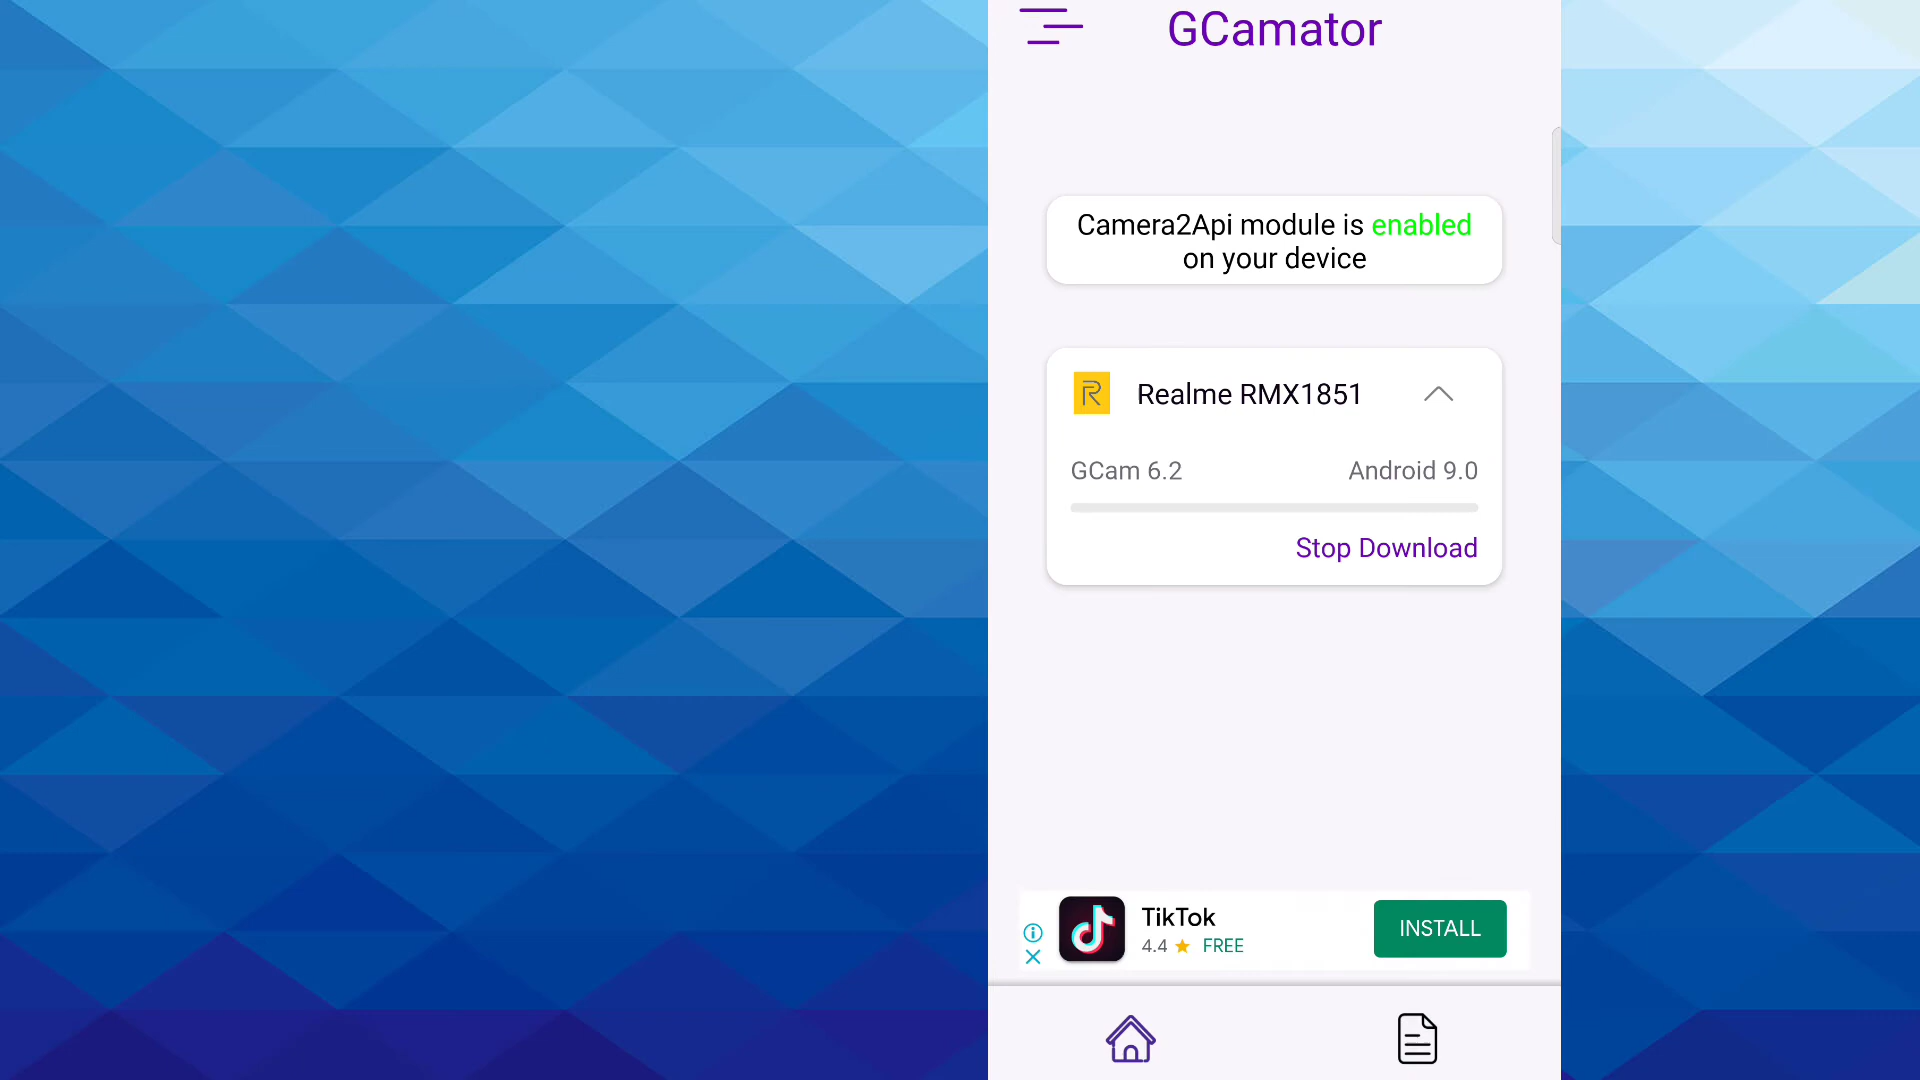 GCamator
Camera2Api module is enabled
on your device
Realme RMX1851
GCam 6.2
Android 9.0
Stop Download
TikTok
4.4 ★ FREE
INSTALL